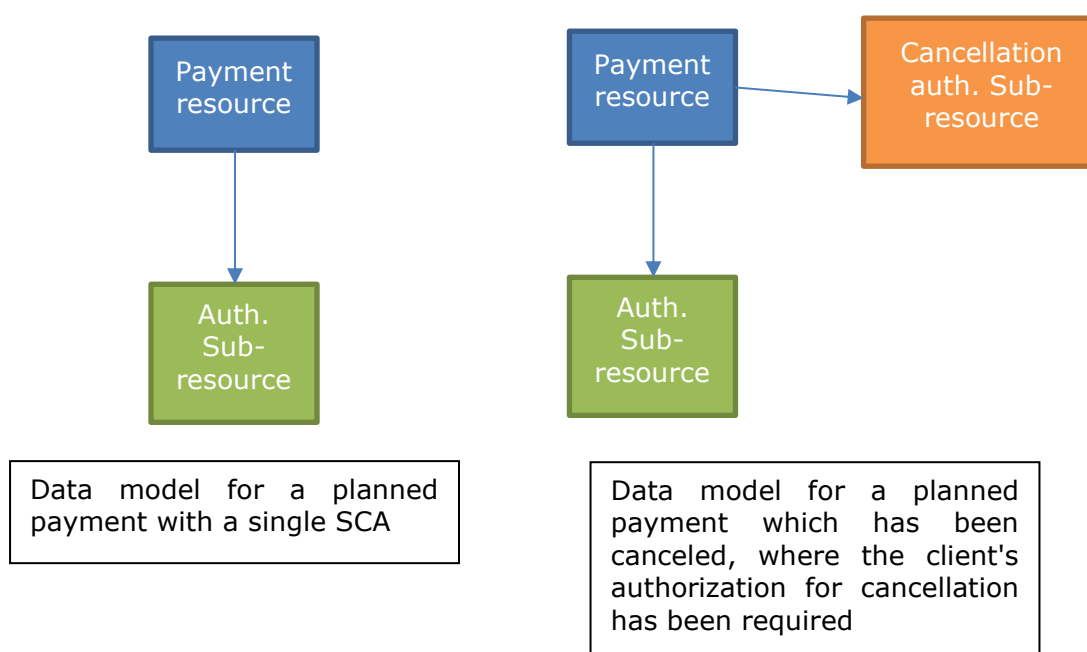 Payment
resource
Auth.
Sub-
resource
Data model for a planned
payment with a single SCA
Payment
resource
Cancellation
auth. Sub-
resource
Auth.
Sub-
resource
Data model for a planned
payment which has been
canceled, where the client's
authorization for cancellation
has been required